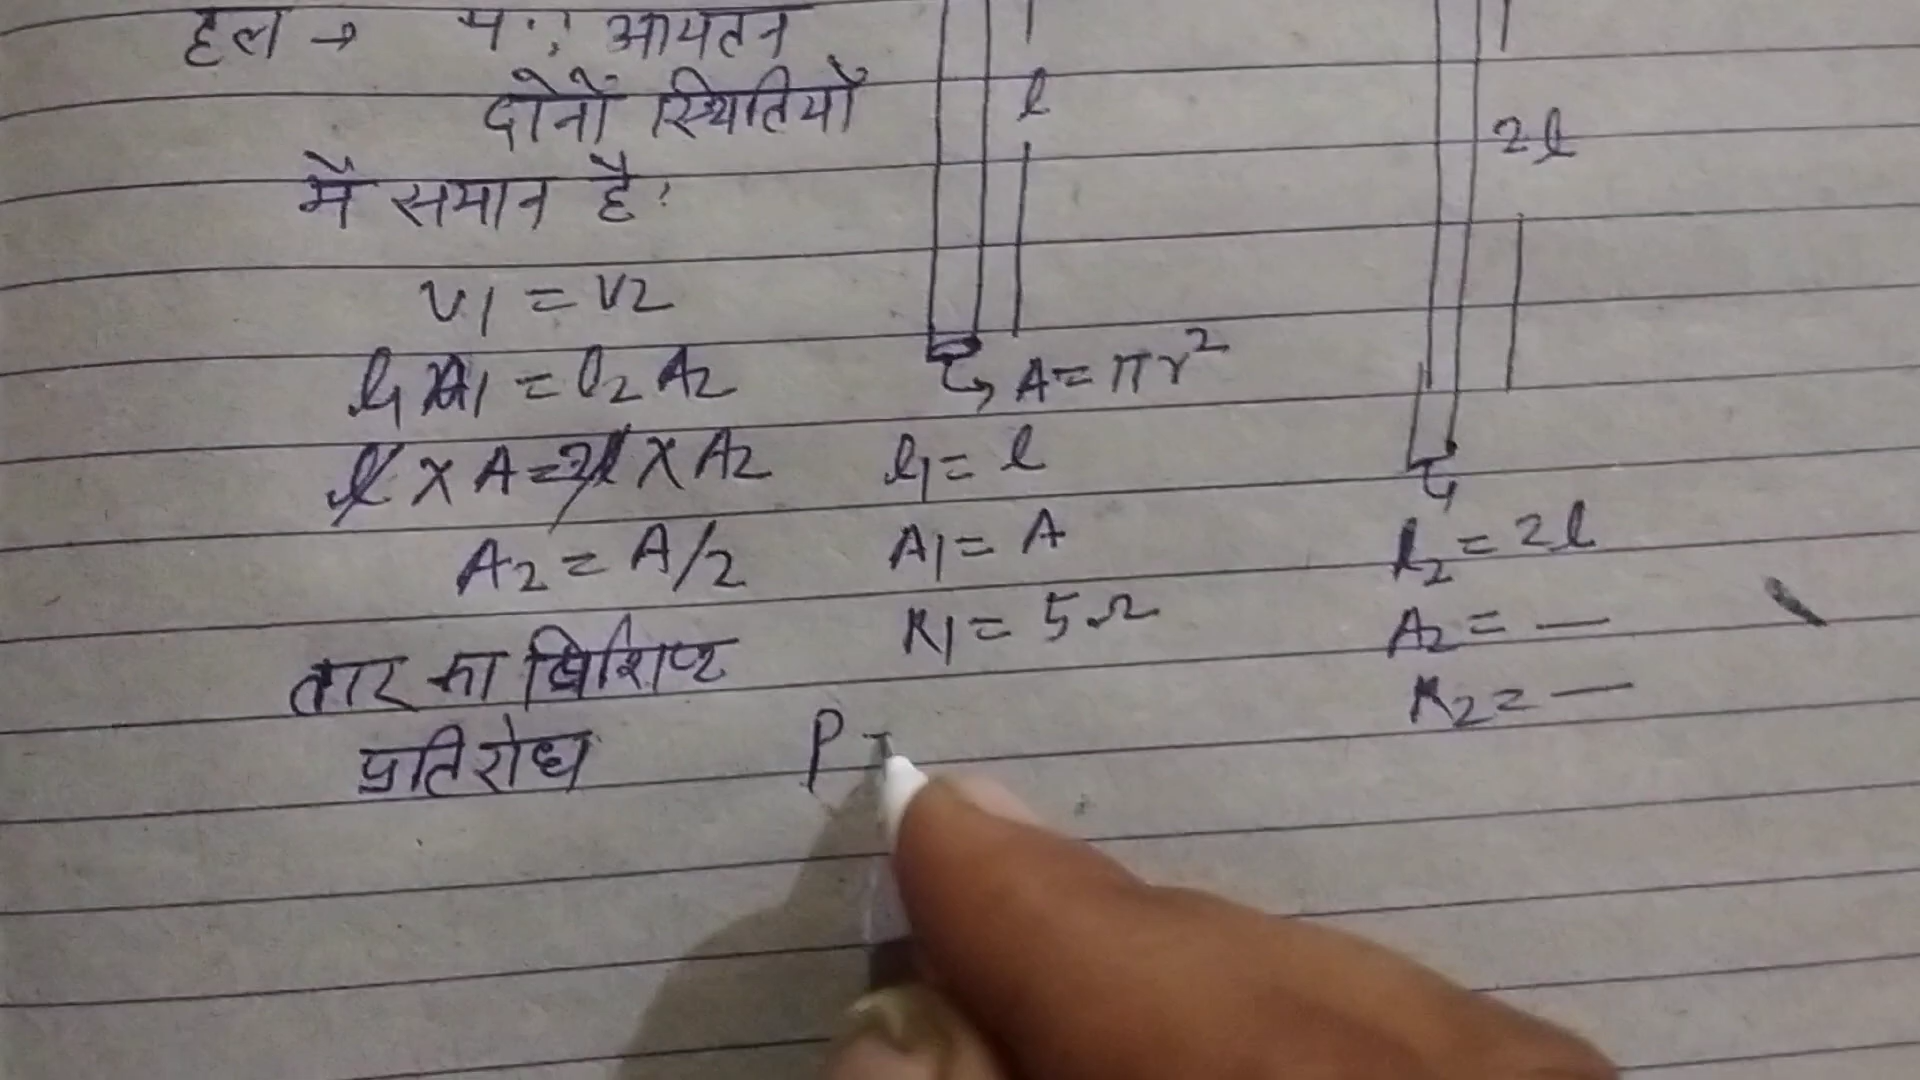 हल → य∵ आयतन
दोनों स्थितियों
में समान है।
V1 = V2
l1 A1 = l2 A2
l × A = 2l × A2
A2 = A/2
तार का विशिष्ट
प्रतिरोध
ρ -
l
A = πr²
l1 = l
A1 = A
R1 = 5Ω
2l
l2 = 2l
A2 = —
R2 = —